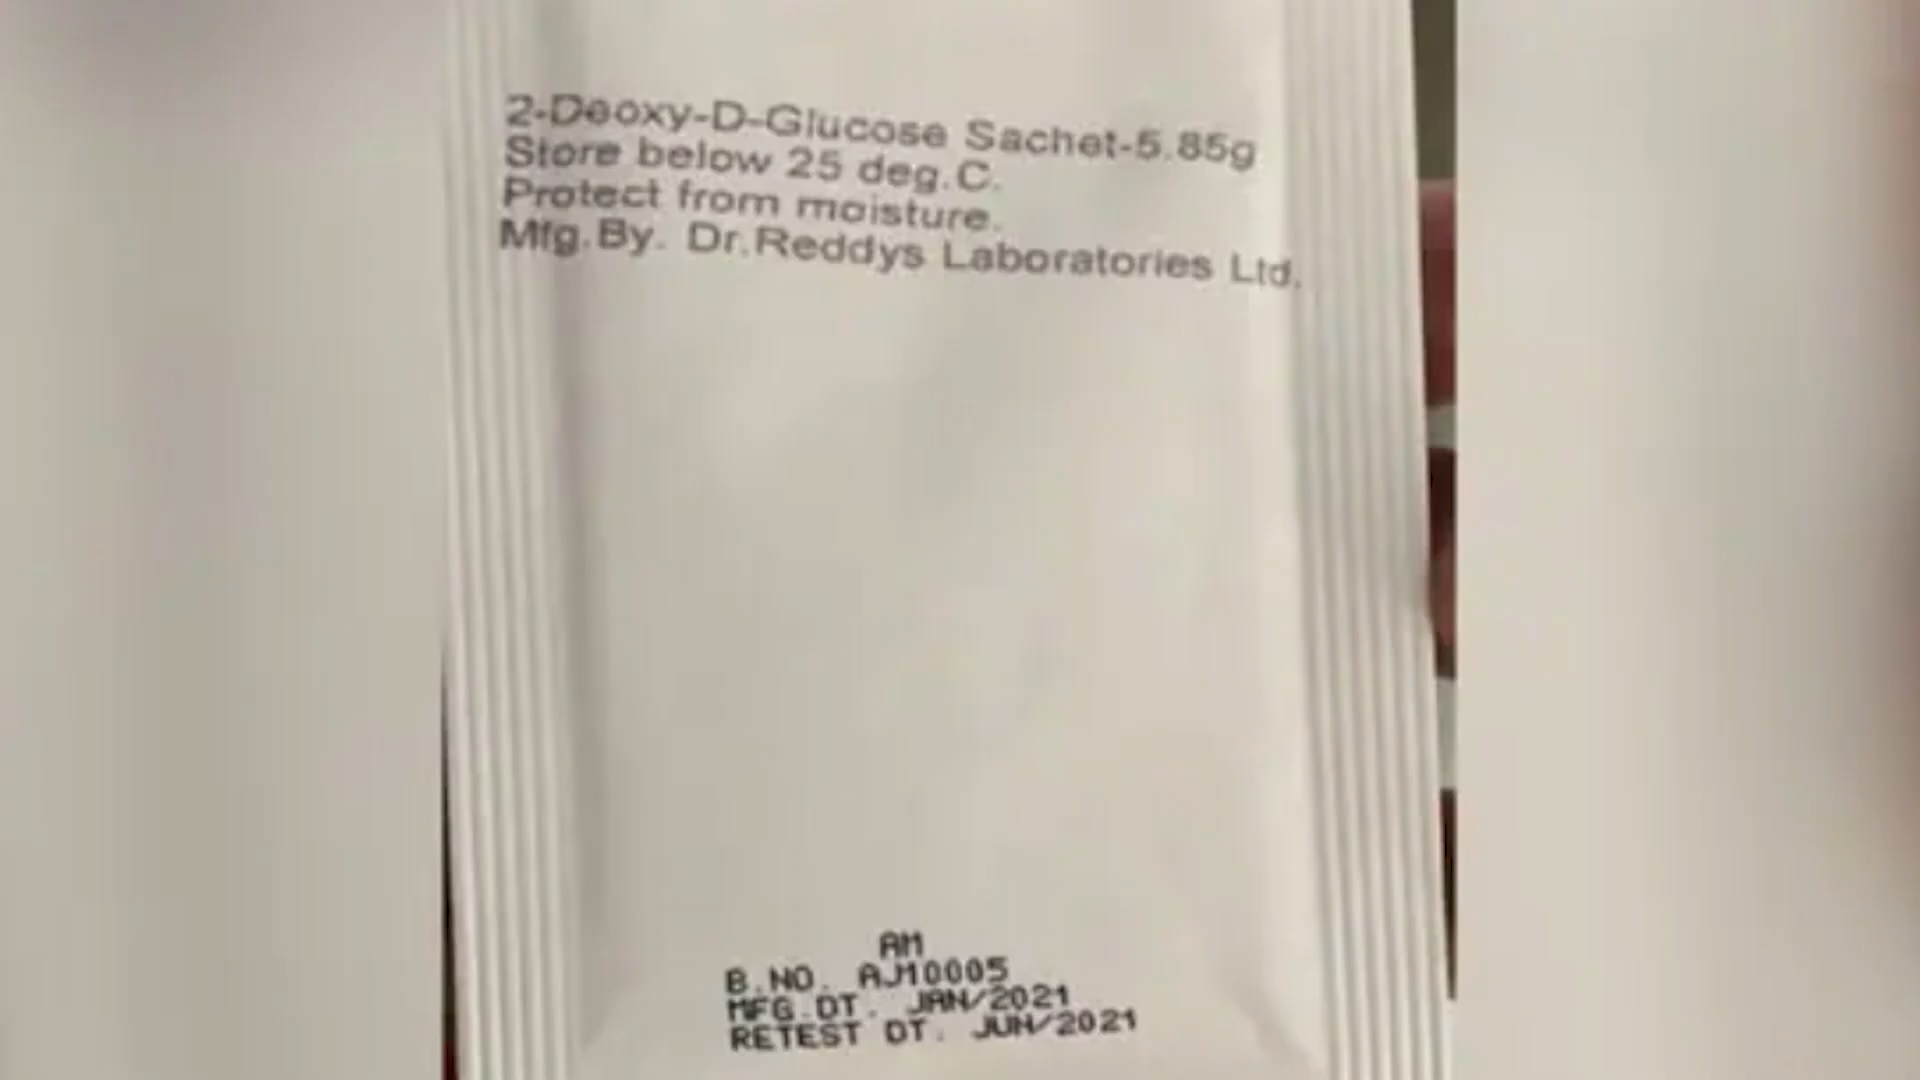 2-Deoxy-D-Glucose Sachet-5.85g
Store below 25 deg.C.
Protect from moisture.
Mfg.By. Dr.Reddys Laboratories Ltd.
AM
B.NO. AJ10005
MFG.DT. JAN/2021
RETEST DT. JUN/2021